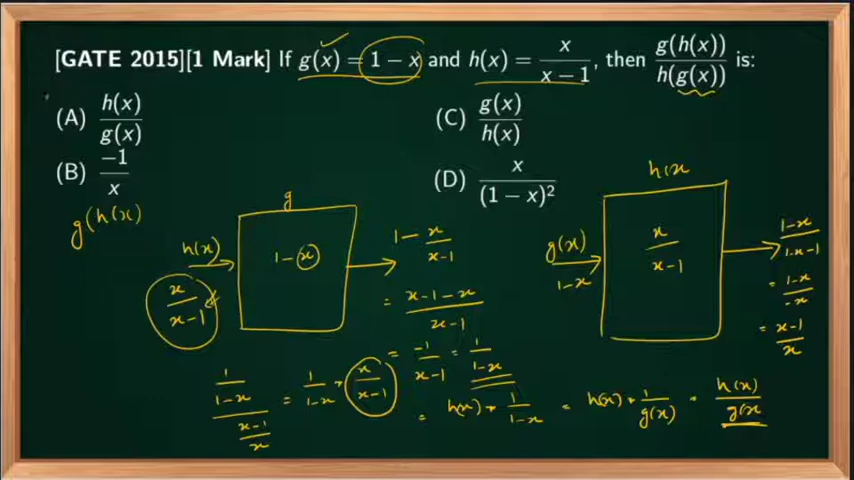 [GATE 2015][1 Mark] If g(x) = 1 − x and h(x) = x/(x − 1), then g(h(x))/h(g(x)) is:
(A) h(x)/g(x)
(C) g(x)/h(x)
(B) −1/x
(D) x/(1 − x)²
g(h(x)
h(x)
x/(x-1)
g
1-x
1 - x/(x-1)
= (x-1-x)/(x-1)
= -1/(x-1) = 1/(1-x)
g(x)
1-x
h(x
x/(x-1)
(1-x)/(1-x-1)
= (1-x)/-x
= (x-1)/x
(1/(1-x))/((x-1)/x) = 1/(1-x) * x/(x-1)
= h(x) * 1/(1-x) = h(x) * 1/g(x) = h(x)/g(x